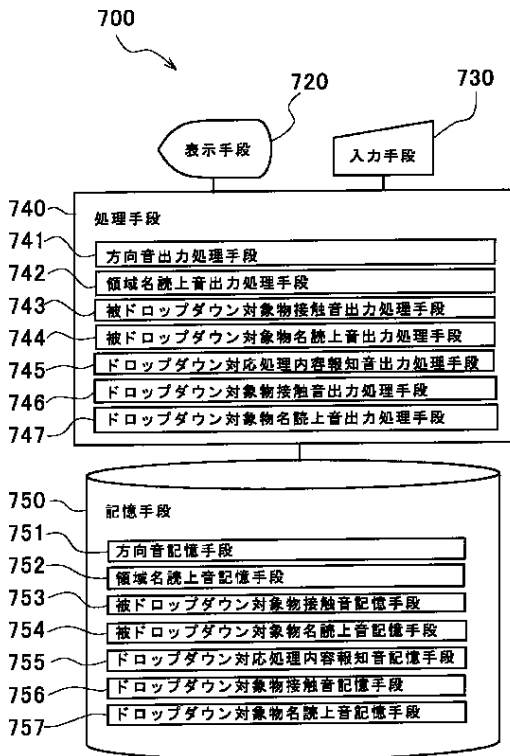 700
720
730
表示手段
入力手段
740
処理手段
741
方向音出力処理手段
742
領域名読上音出力処理手段
743
被ドロップダウン対象物接触音出力処理手段
744
被ドロップダウン対象物名読上音出力処理手段
745
ドロップダウン対応処理内容報知音出力処理手段
746
ドロップダウン対象物接触音出力処理手段
747
ドロップダウン対象物名読上音出力処理手段
750
記憶手段
751
方向音記憶手段
752
領域名読上音記憶手段
753
被ドロップダウン対象物接触音記憶手段
754
被ドロップダウン対象物名読上音記憶手段
755
ドロップダウン対応処理内容報知音記憶手段
756
ドロップダウン対象物接触音記憶手段
757
ドロップダウン対象物名読上音記憶手段